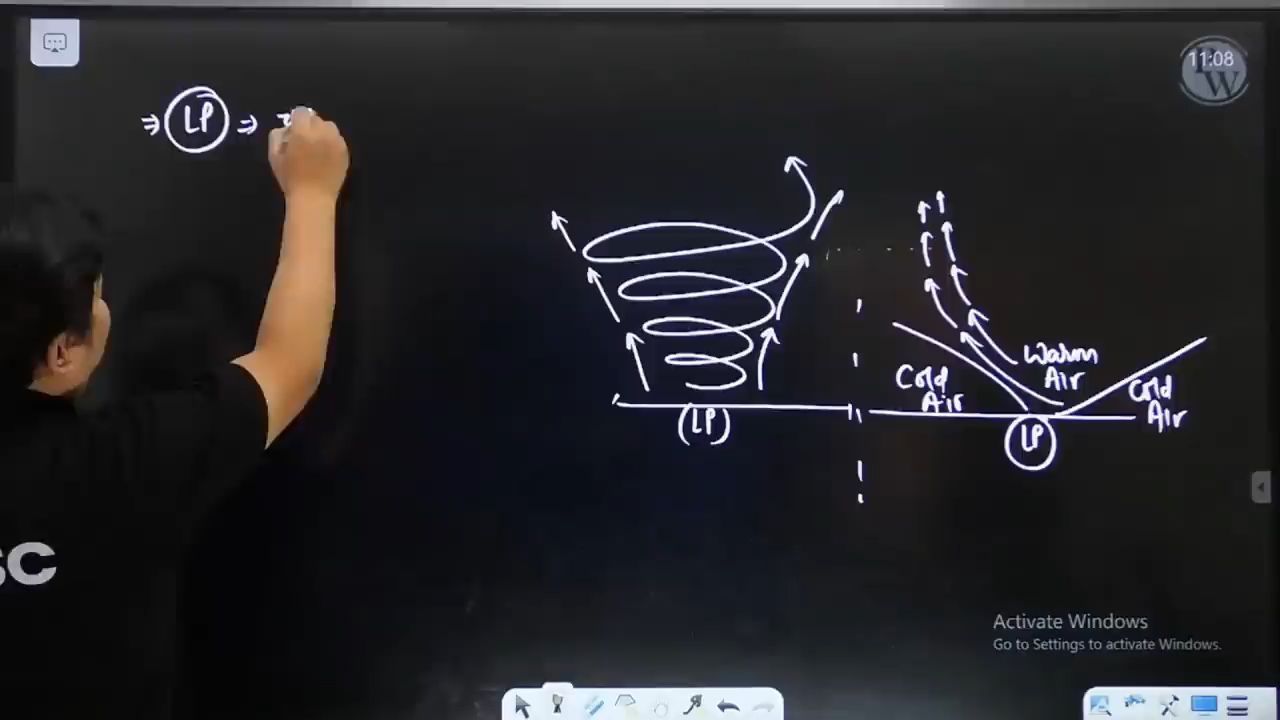 11:08
PW
⇒ LP ⇒
Warm
Air
Cold
Air
Cold
Air
(LP)
LP
SC
Activate Windows
Go to Settings to activate Windows.